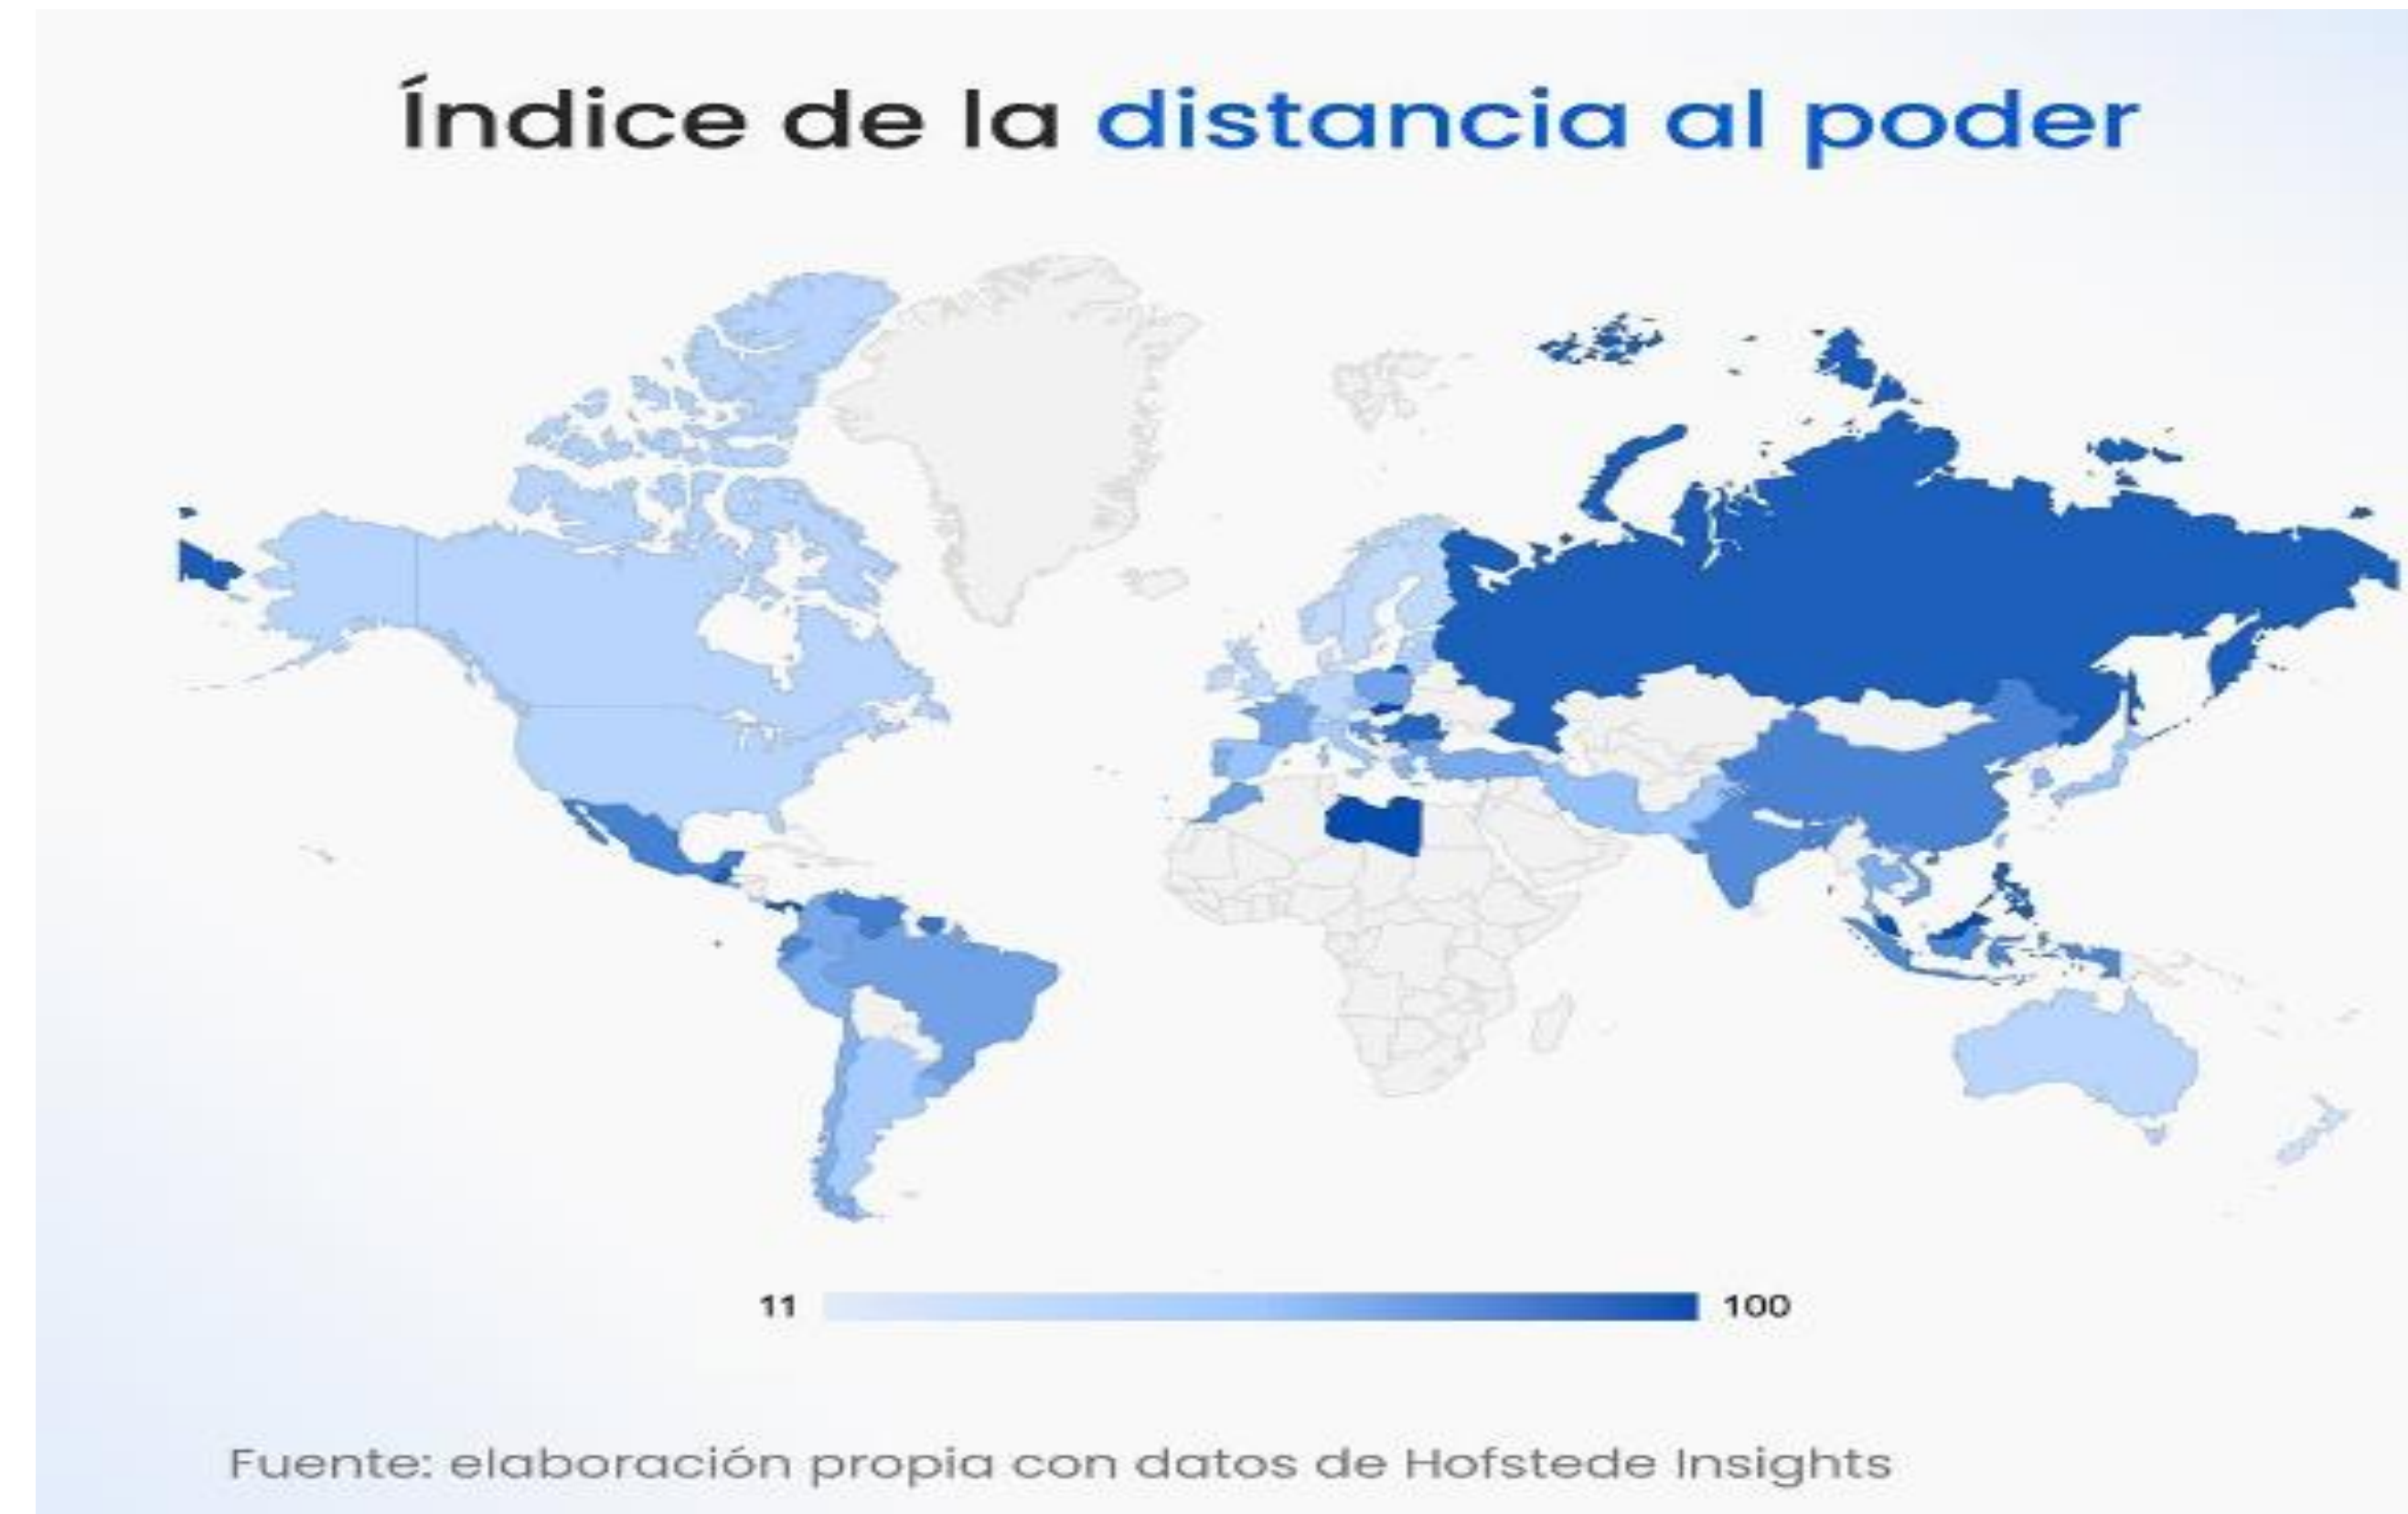 Índice de la distancia al poder
11
100
Fuente: elaboración propia con datos de Hofstede Insights